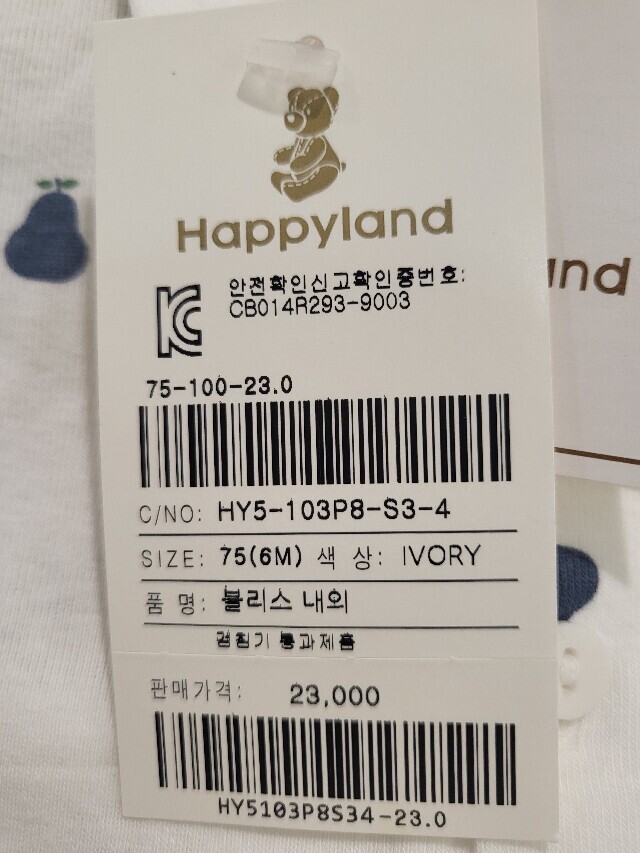 Happyland
안전확인신고확인증번호:
CB014R293-9003
75-100-23.0
C/NO: HY5-103P8-S3-4
SIZE: 75(6M) 색 상: IVORY
품 명: 블리스 내의
검침기 통과제품
판매가격: 23,000
HY5103P8S34-23.0
and